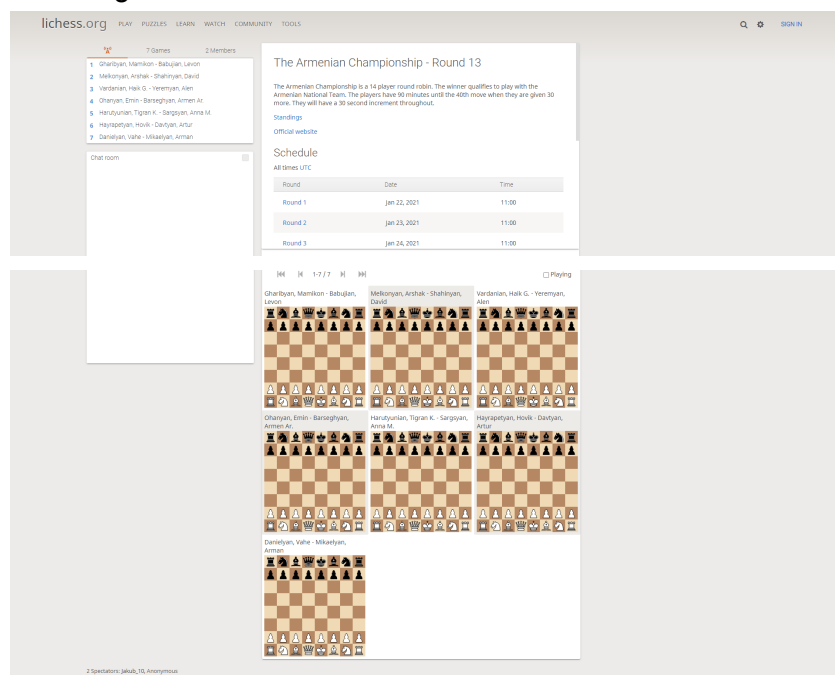 lichess.org PLAY PUZZLES LEARN WATCH COMMUNITY TOOLS SIGN IN
7 Games 2 Members
1 Gharibyan, Mamikon - Babujian, Levon
2 Melkonyan, Arshak - Shahinyan, David
3 Vardanian, Haik G. - Yeremyan, Alen
4 Ohanyan, Emin - Barseghyan, Armen Ar.
5 Harutyunian, Tigran K. - Sargsyan, Anna M.
6 Hayrapetyan, Hovik - Davtyan, Artur
7 Danielyan, Vahe - Mikaelyan, Arman
Chat room
The Armenian Championship - Round 13
The Armenian Championship is a 14 player round robin. The winner qualifies to play with the
Armenian National Team. The players have 90 minutes until the 40th move when they are given 30
more. They will have a 30 second increment throughout.
Standings
Official website
Schedule
All times UTC
Round Date Time
Round 1 Jan 22, 2021 11:00
Round 2 Jan 23, 2021 11:00
Round 3 Jan 24, 2021 11:00
1-7 / 7 Playing
Gharibyan, Mamikon - Babujian,
Levon
Melkonyan, Arshak - Shahinyan,
David
Vardanian, Haik G. - Yeremyan,
Alen
Ohanyan, Emin - Barseghyan,
Armen Ar.
Harutyunian, Tigran K. - Sargsyan,
Anna M.
Hayrapetyan, Hovik - Davtyan,
Artur
Danielyan, Vahe - Mikaelyan,
Arman
2 Spectators: Jakub_10, Anonymous